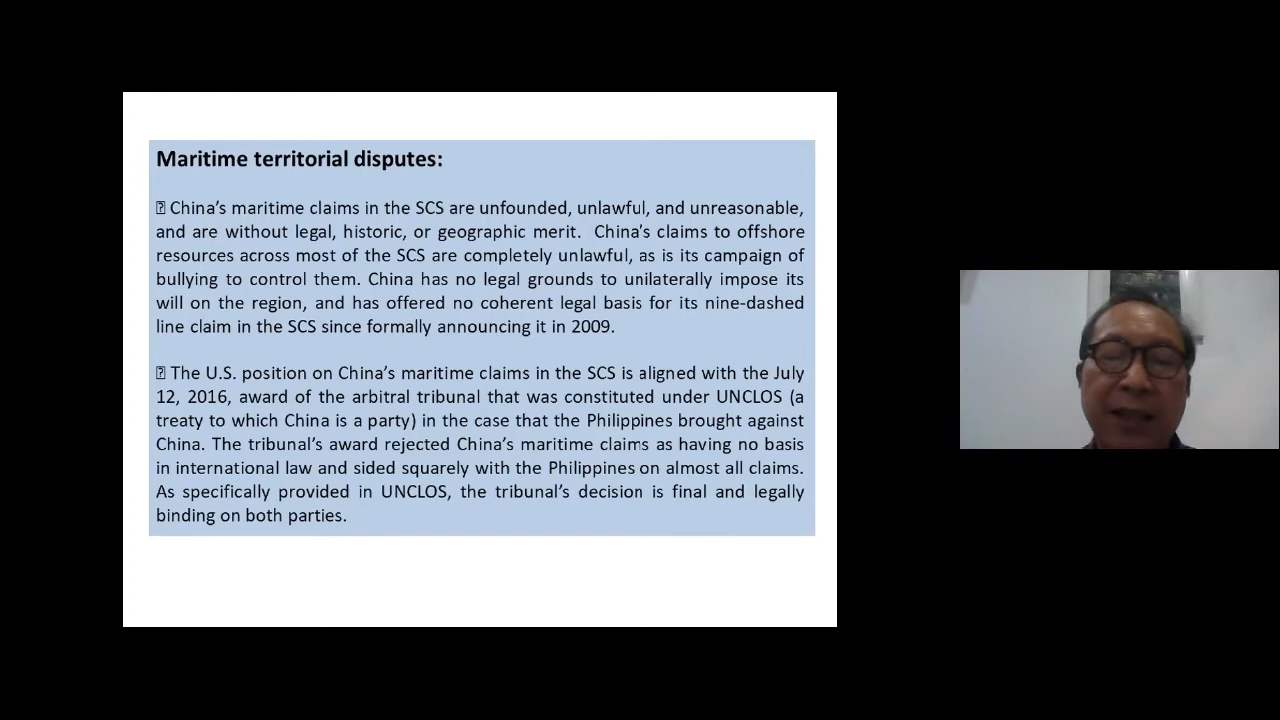 Maritime territorial disputes:
⍰ China's maritime claims in the SCS are unfounded, unlawful, and unreasonable,
and are without legal, historic, or geographic merit. China's claims to offshore
resources across most of the SCS are completely unlawful, as is its campaign of
bullying to control them. China has no legal grounds to unilaterally impose its
will on the region, and has offered no coherent legal basis for its nine-dashed
line claim in the SCS since formally announcing it in 2009.
⍰ The U.S. position on China's maritime claims in the SCS is aligned with the July
12, 2016, award of the arbitral tribunal that was constituted under UNCLOS (a
treaty to which China is a party) in the case that the Philippines brought against
China. The tribunal's award rejected China's maritime claims as having no basis
in international law and sided squarely with the Philippines on almost all claims.
As specifically provided in UNCLOS, the tribunal's decision is final and legally
binding on both parties.